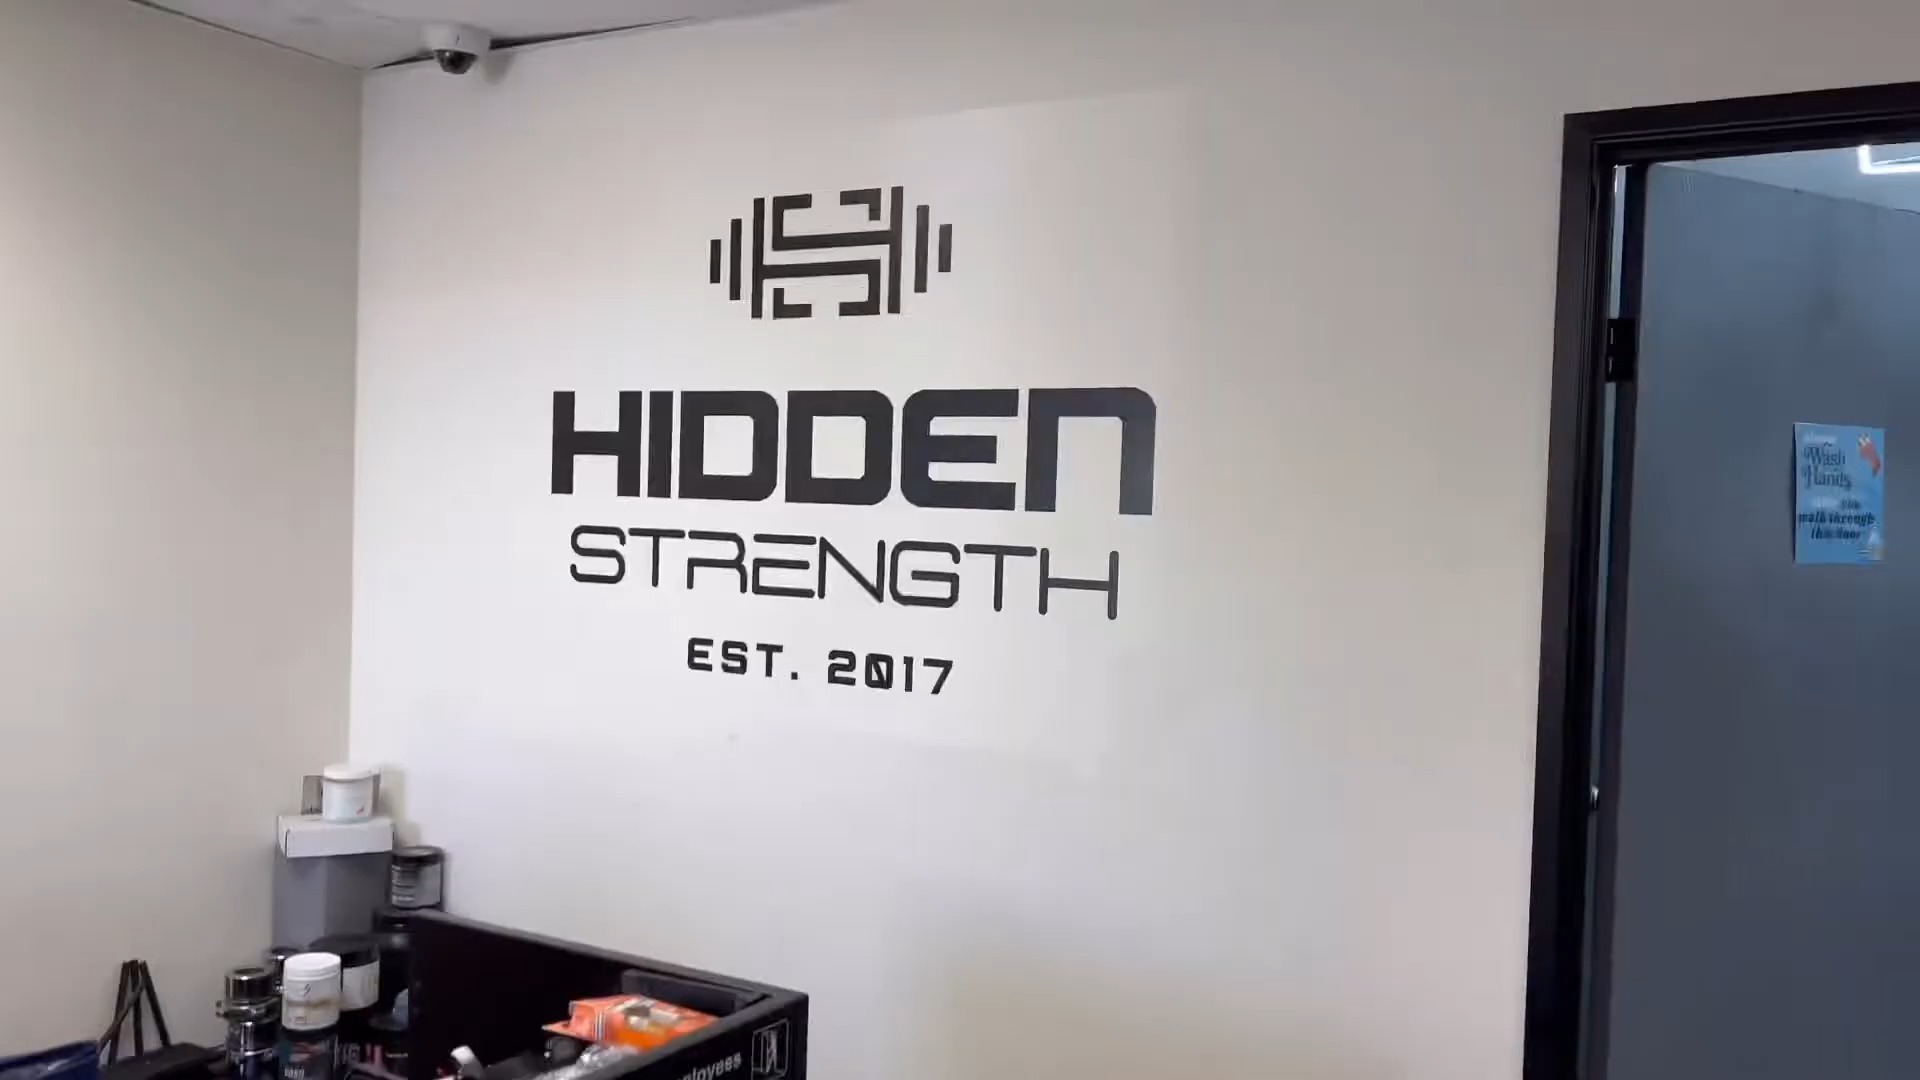 HIDDEN
STRENGTH
EST. 2017
Wash
Hands
walk through
this door